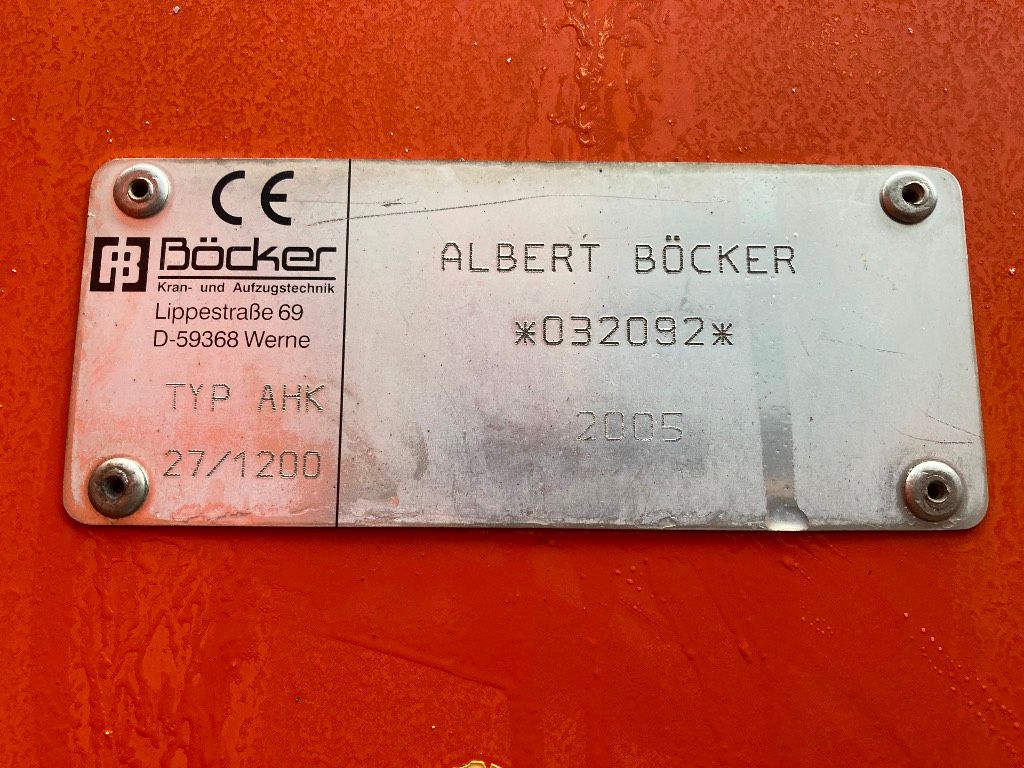 CE
Böcker
Kran- und Aufzugstechnik
Lippestraße 69
D-59368 Werne
TYP AHK
27/1200
ALBERT BÖCKER
*032092*
2005